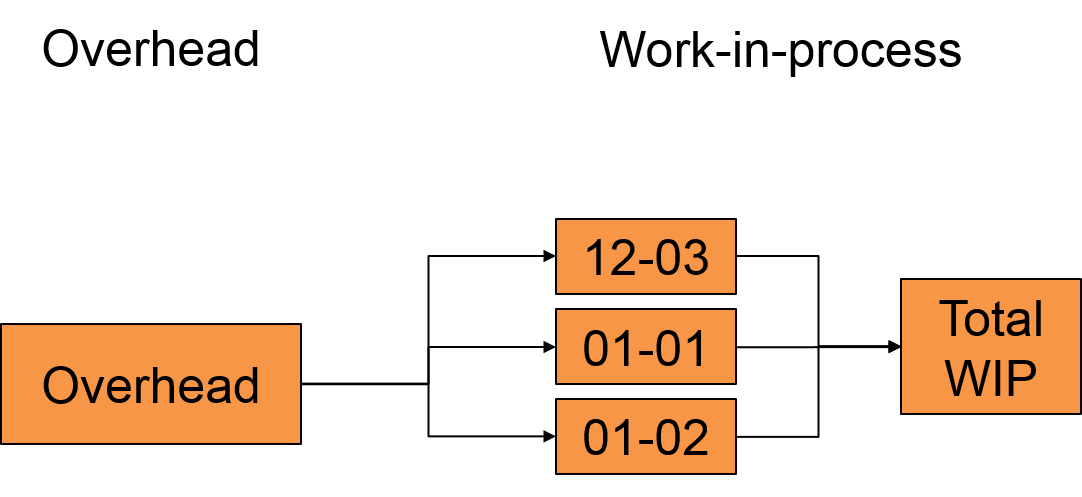 Overhead
Work-in-process
Overhead
12-03
01-01
01-02
Total
WIP